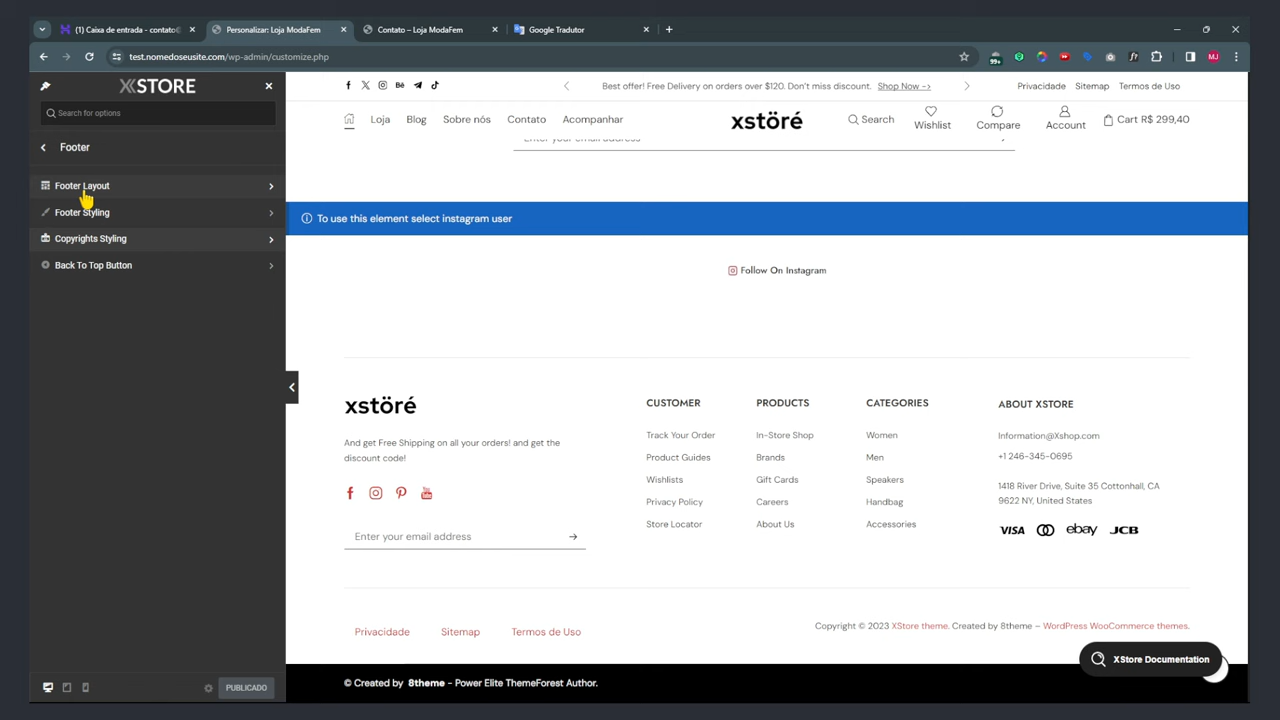 (1) Caixa de entrada - contato@
Personalizar: LojaModaFem
Contato – Loja ModaFem
Google Tradutor
test.nomedoseusite.com/wp-admin/customize.php
99+
f?
MJ
XSTORE
Search for options
Footer
Footer Layout
Footer Styling
Copyrights Styling
Back To Top Button
PUBLICADO
Bē
Best offer! Free Delivery on orders over $120. Don't miss discount. Shop Now ->
Privacidade Sitemap Termos de Uso
Loja Blog Sobre nós Contato Acompanhar
xstöré
Search Wishlist Compare Account Cart R$ 299,40
Enter your email address
To use this element select instagram user
Follow On Instagram
xstöré
And get Free Shipping on all your orders! and get the
discount code!
Enter your email address
CUSTOMER
Track Your Order
Product Guides
Wishlists
Privacy Policy
Store Locator
PRODUCTS
In-Store Shop
Brands
Gift Cards
Careers
About Us
CATEGORIES
Women
Men
Speakers
Handbag
Accessories
ABOUT XSTORE
Information@Xshop.com
+1 246-345-0695
1418 River Drive, Suite 35 Cottonhall, CA
9622 NY, United States
VISA ebay JCB
Privacidade Sitemap Termos de Uso
Copyright © 2023 XStore theme. Created by 8theme – WordPress WooCommerce themes.
XStore Documentation
© Created by 8theme - Power Elite ThemeForest Author.